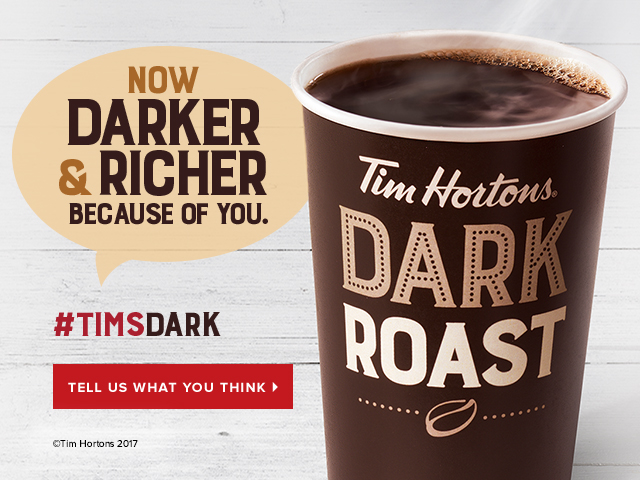 NOW
DARKER
& RICHER
BECAUSE OF YOU.
#TIMSDARK
TELL US WHAT YOU THINK
©Tim Hortons 2017
Tim Hortons®
DARK
ROAST